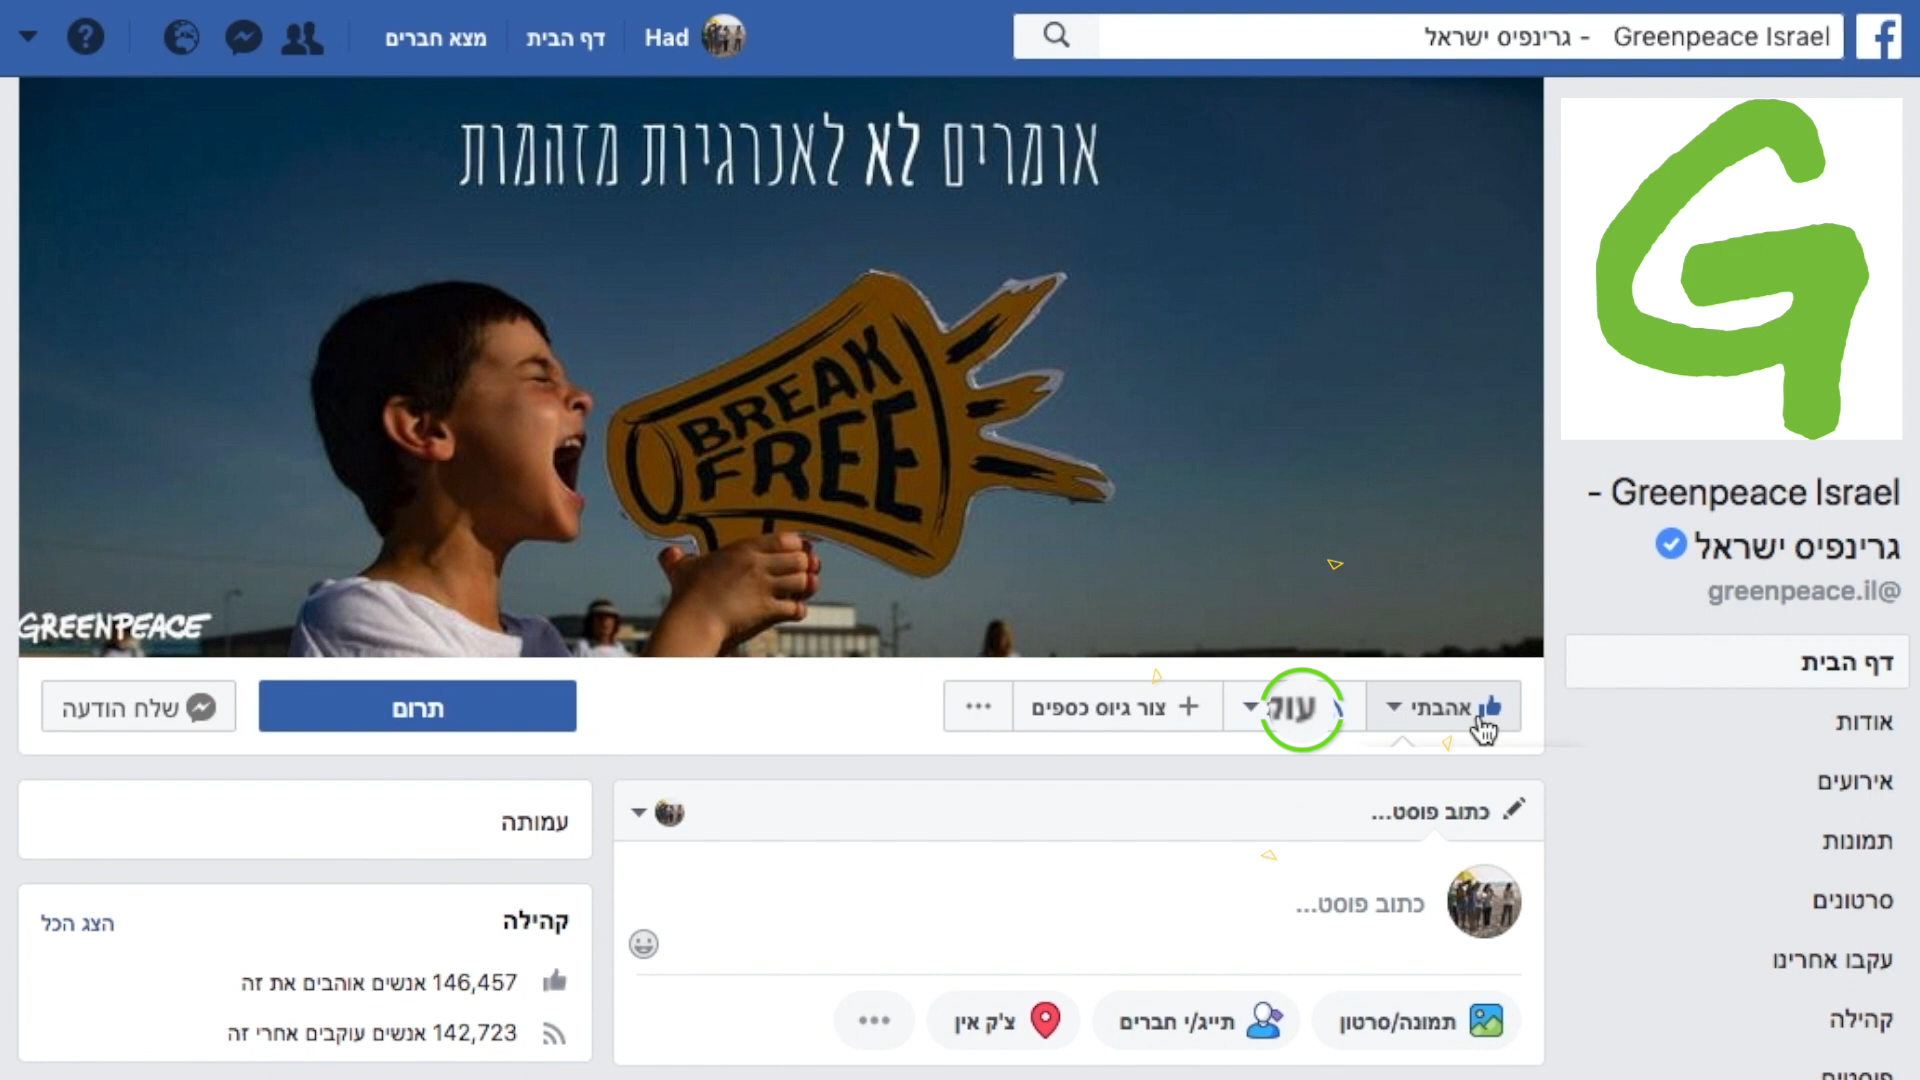 Greenpeace Israel - גרינפיס ישראל
Had
דף הבית
מצא חברים
אומרים לא לאנרגיות מזהמות
BREAK
FREE
GREENPEACE
Greenpeace Israel -
גרינפיס ישראל
@greenpeace.il
דף הבית
אודות
אירועים
תמונות
סרטונים
עקבו אחרינו
קהילה
אהבתי
צור גיוס כספים
תרום
שלח הודעה
כתוב פוסט...
כתוב פוסט...
תמונה/סרטון
תייג/י חברים
צ'ק אין
עמותה
קהילה
הצג הכל
146,457 אנשים אוהבים את זה
142,723 אנשים עוקבים אחרי זה